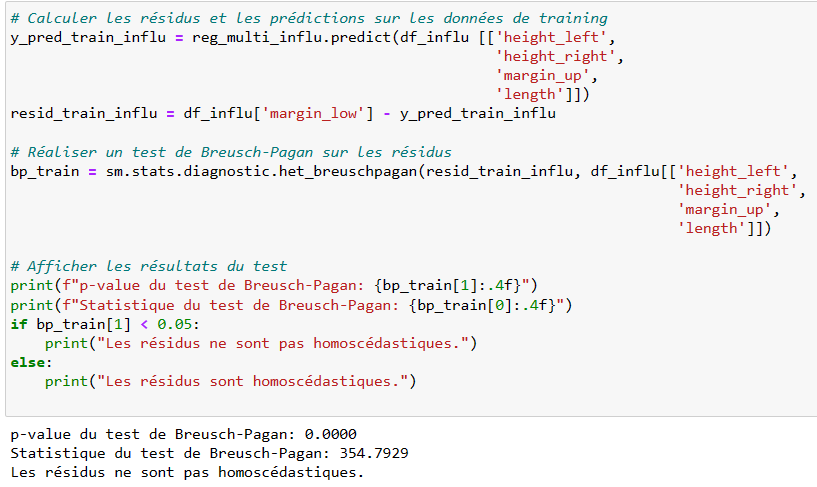 # Calculer les résidus et les prédictions sur les données de training
y_pred_train_influ = reg_multi_influ.predict(df_influ [['height_left',
'height_right',
'margin_up',
'length']])
resid_train_influ = df_influ['margin_low'] - y_pred_train_influ
# Réaliser un test de Breusch-Pagan sur les résidus
bp_train = sm.stats.diagnostic.het_breuschpagan(resid_train_influ, df_influ[['height_left',
'height_right',
'margin_up',
'length']])
# Afficher les résultats du test
print(f"p-value du test de Breusch-Pagan: {bp_train[1]:.4f}")
print(f"Statistique du test de Breusch-Pagan: {bp_train[0]:.4f}")
if bp_train[1] < 0.05:
    print("Les résidus ne sont pas homoscédastiques.")
else:
    print("Les résidus sont homoscédastiques.")
p-value du test de Breusch-Pagan: 0.0000
Statistique du test de Breusch-Pagan: 354.7929
Les résidus ne sont pas homoscédastiques.